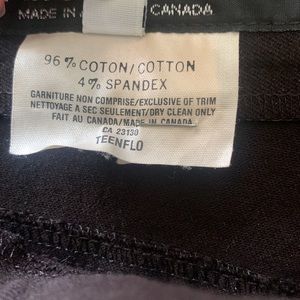 MADE IN CANADA
96% COTON/COTTON
4% SPANDEX
GARNITURE NON COMPRISE/EXCLUSIVE OF TRIM
NETTOYAGE A SEC SEULEMENT/DRY CLEAN ONLY
FAIT AU CANADA/MADE IN CANADA
CA 23130
TEENFLO